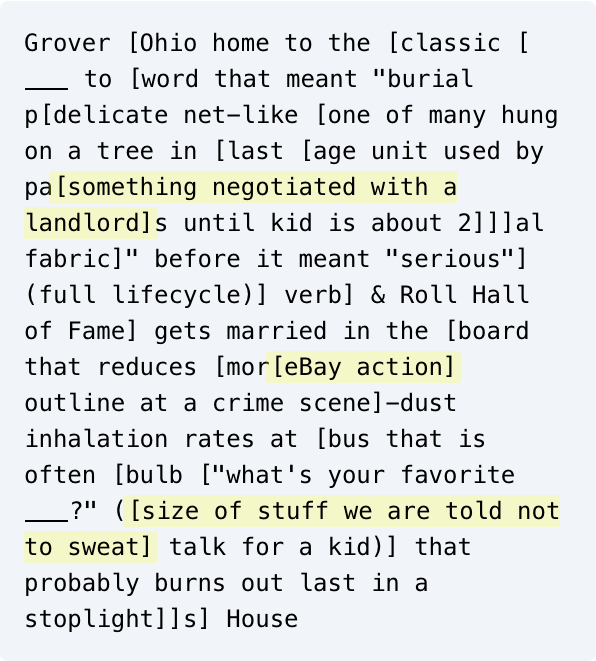 Grover [Ohio home to the [classic [
___ to [word that meant "burial
p[delicate net–like [one of many hung
on a tree in [last [age unit used by
pa[something negotiated with a
landlord]s until kid is about 2]]]al
fabric]" before it meant "serious"]
(full lifecycle)] verb] & Roll Hall
of Fame] gets married in the [board
that reduces [mor[eBay action]
outline at a crime scene]–dust
inhalation rates at [bus that is
often [bulb ["what's your favorite
___?" ([size of stuff we are told not
to sweat] talk for a kid)] that
probably burns out last in a
stoplight]]s] House